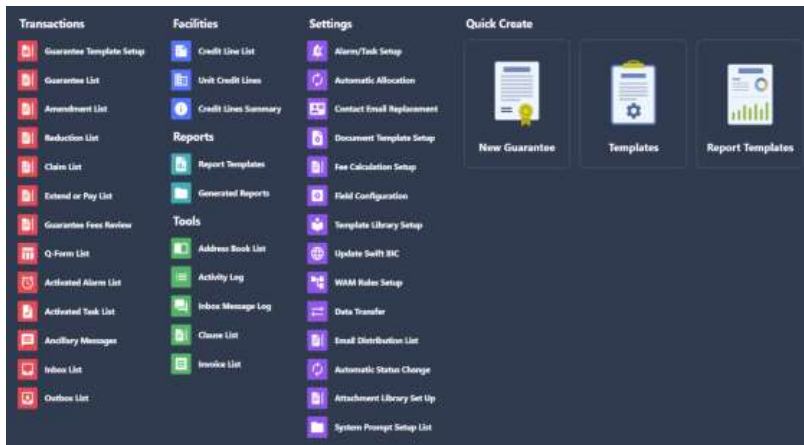 Transactions
Guarantee Template Setup
Guarantee List
Amendment List
Reduction List
Claim List
Extend or Pay List
Guarantee Fees Review
Q-Form List
Activated Alarm List
Activated Task List
Ancillary Messages
Inbox List
Outbox List
Facilities
Credit Line List
Unit Credit Lines
Credit Lines Summary
Reports
Report Templates
Generated Reports
Tools
Address Book List
Activity Log
Inbox Message Log
Clause List
Invoice List
Settings
Alarm/Task Setup
Automatic Allocation
Contact Email Replacement
Document Template Setup
Fee Calculation Setup
Field Configuration
Template Library Setup
Update Swift BIC
WAM Rules Setup
Data Transfer
Email Distribution List
Automatic Status Change
Attachment Library Set Up
System Prompt Setup List
Quick Create
New Guarantee
Templates
Report Templates